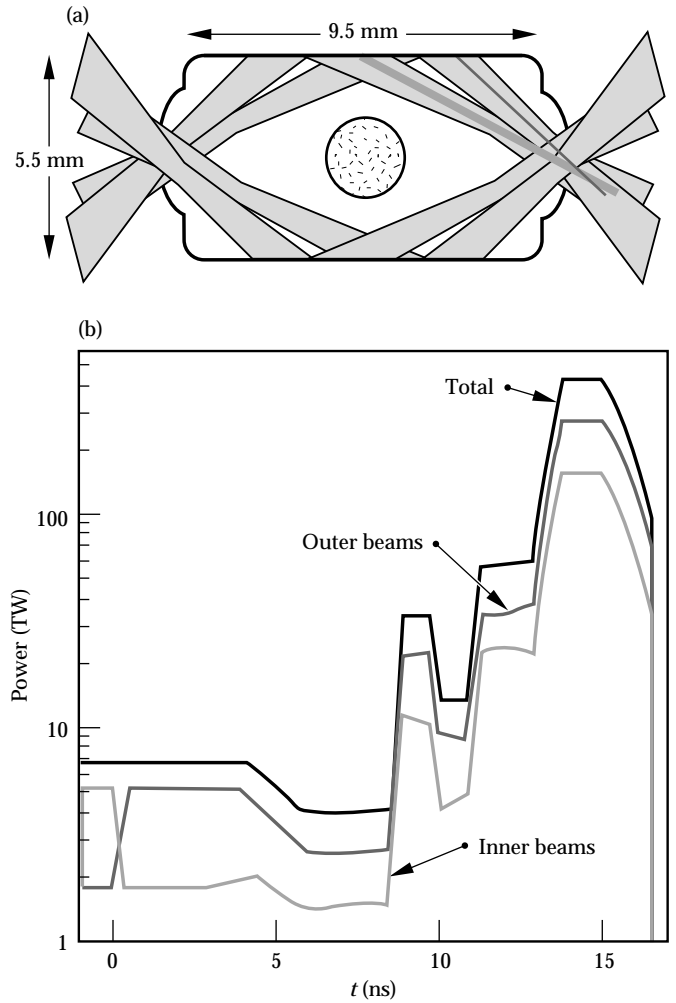 (a)
9.5 mm
5.5 mm
(b)
Total
100
Outer beams
Power (TW)
10
Inner beams
1
0 5 10 15
t (ns)